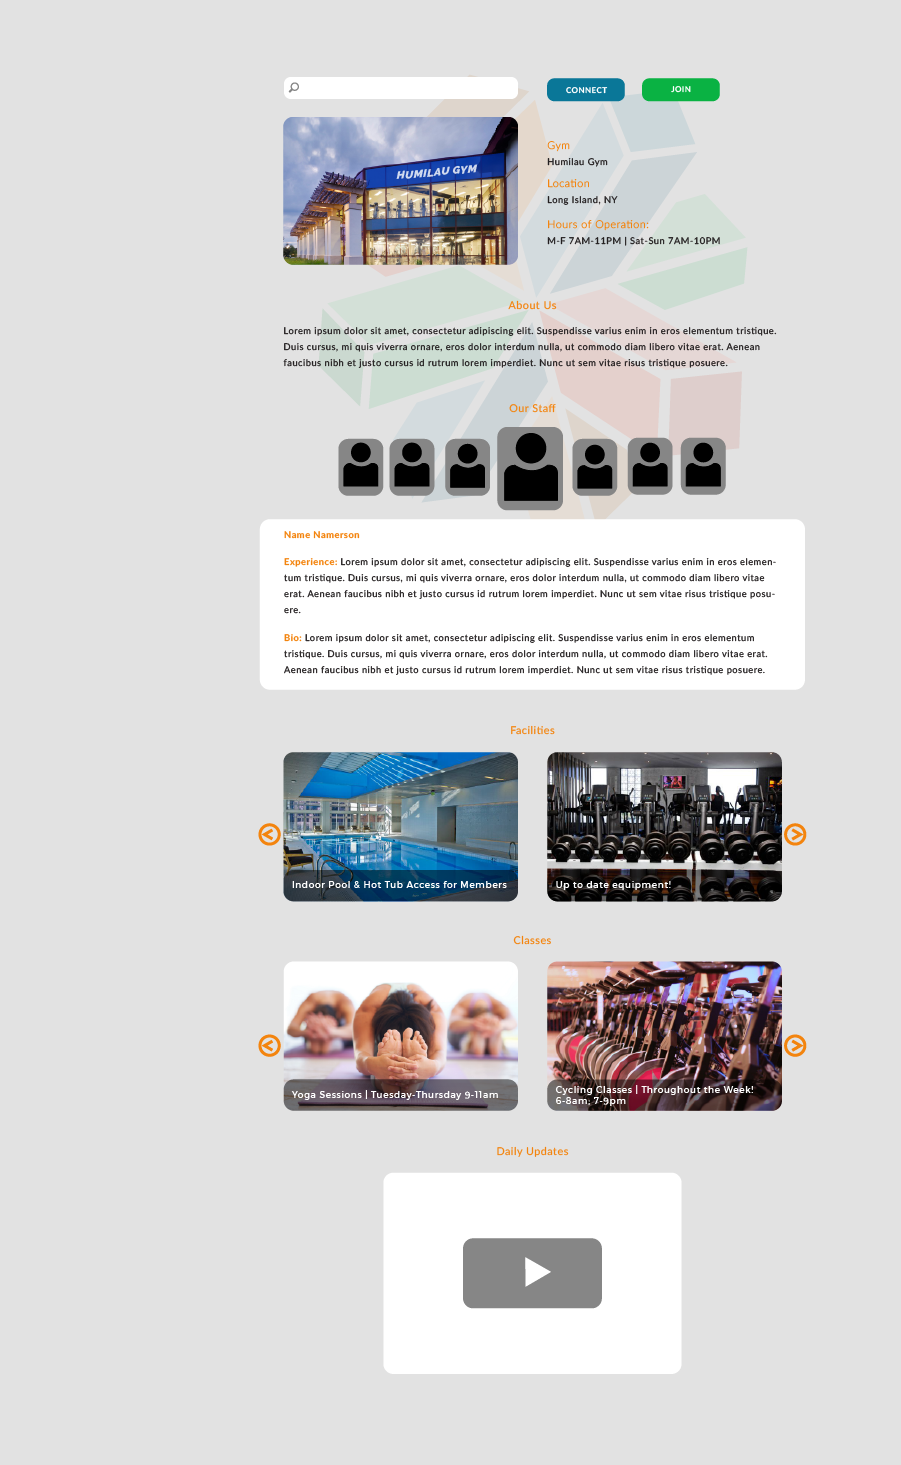 CONNECT
JOIN
HUMILAU GYM
Gym
Humilau Gym
Location
Long Island, NY
Hours of Operation:
M-F 7AM-11PM | Sat-Sun 7AM-10PM
About Us
Lorem ipsum dolor sit amet, consectetur adipiscing elit. Suspendisse varius enim in eros elementum tristique.
Duis cursus, mi quis viverra ornare, eros dolor interdum nulla, ut commodo diam libero vitae erat. Aenean
faucibus nibh et justo cursus id rutrum lorem imperdiet. Nunc ut sem vitae risus tristique posuere.
Our Staff
Name Namerson
Experience: Lorem ipsum dolor sit amet, consectetur adipiscing elit. Suspendisse varius enim in eros elemen-
tum tristique. Duis cursus, mi quis viverra ornare, eros dolor interdum nulla, ut commodo diam libero vitae
erat. Aenean faucibus nibh et justo cursus id rutrum lorem imperdiet. Nunc ut sem vitae risus tristique posu-
ere.
Bio: Lorem ipsum dolor sit amet, consectetur adipiscing elit. Suspendisse varius enim in eros elementum
tristique. Duis cursus, mi quis viverra ornare, eros dolor interdum nulla, ut commodo diam libero vitae erat.
Aenean faucibus nibh et justo cursus id rutrum lorem imperdiet. Nunc ut sem vitae risus tristique posuere.
Facilities
Indoor Pool & Hot Tub Access for Members
Up to date equipment!
Classes
Yoga Sessions | Tuesday-Thursday 9-11am
Cycling Classes | Throughout the Week!
6-8am, 7-9pm
Daily Updates